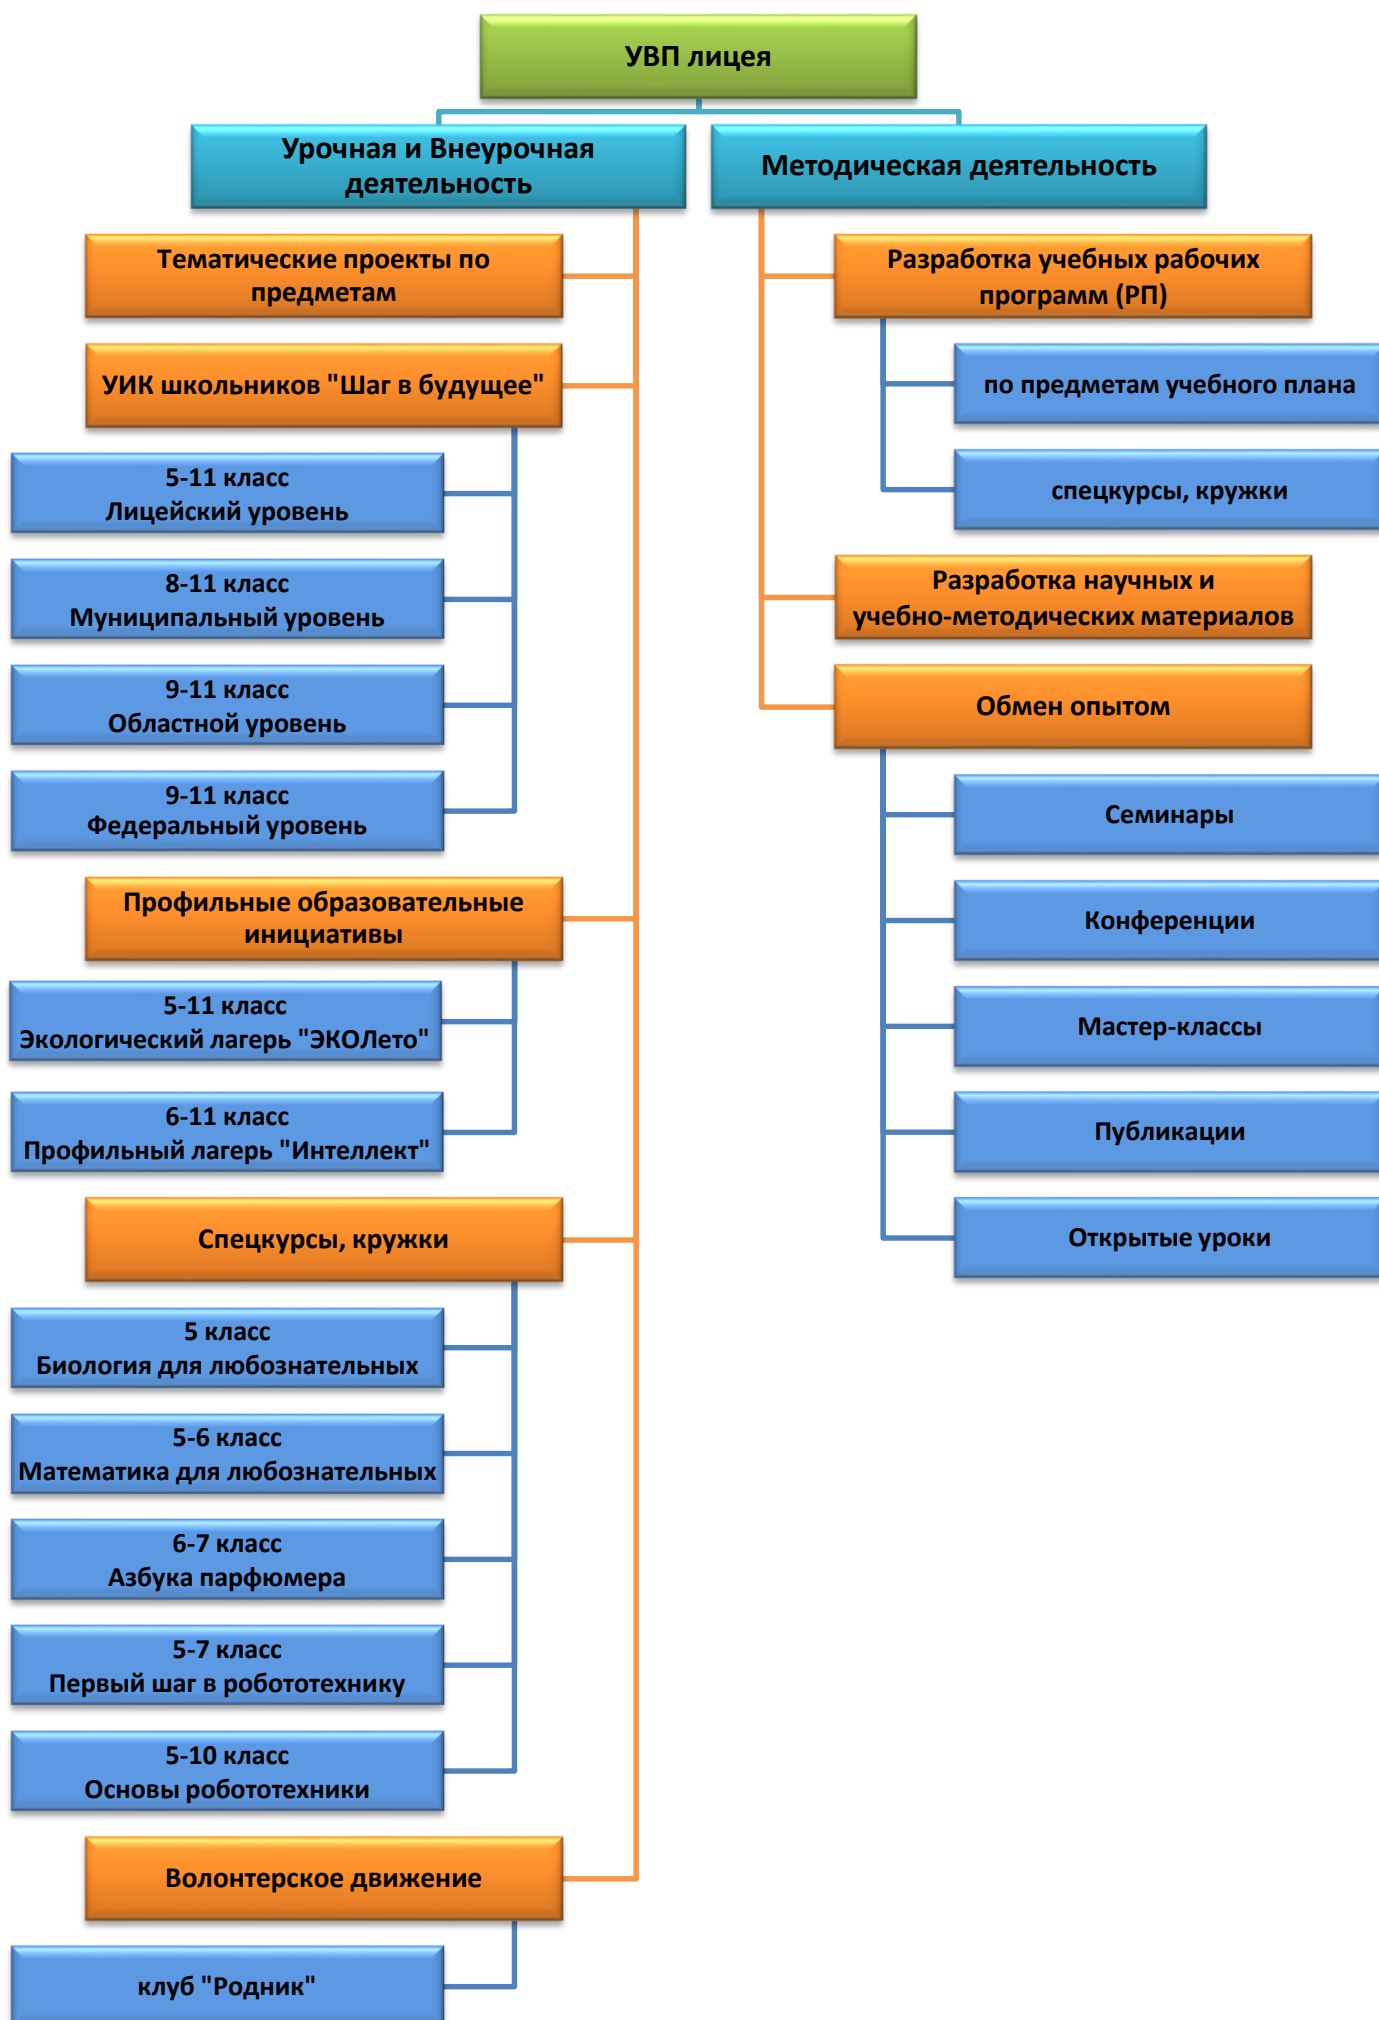 УВП лицея
Урочная и Внеурочная
деятельность
Тематические проекты по
предметам
УИК школьников "Шаг в будущее"
5-11 класс
Лицейский уровень
8-11 класс
Муниципальный уровень
9-11 класс
Областной уровень
9-11 класс
Федеральный уровень
Профильные образовательные
инициативы
5-11 класс
Экологический лагерь "ЭКОЛето"
6-11 класс
Профильный лагерь "Интеллект"
Спецкурсы, кружки
5 класс
Биология для любознательных
5-6 класс
Математика для любознательных
6-7 класс
Азбука парфюмера
5-7 класс
Первый шаг в робототехнику
5-10 класс
Основы робототехники
Волонтерское движение
клуб "Родник"
Методическая деятельность
Разработка учебных рабочих
программ (РП)
по предметам учебного плана
спецкурсы, кружки
Разработка научных и
учебно-методических материалов
Обмен опытом
Семинары
Конференции
Мастер-классы
Публикации
Открытые уроки